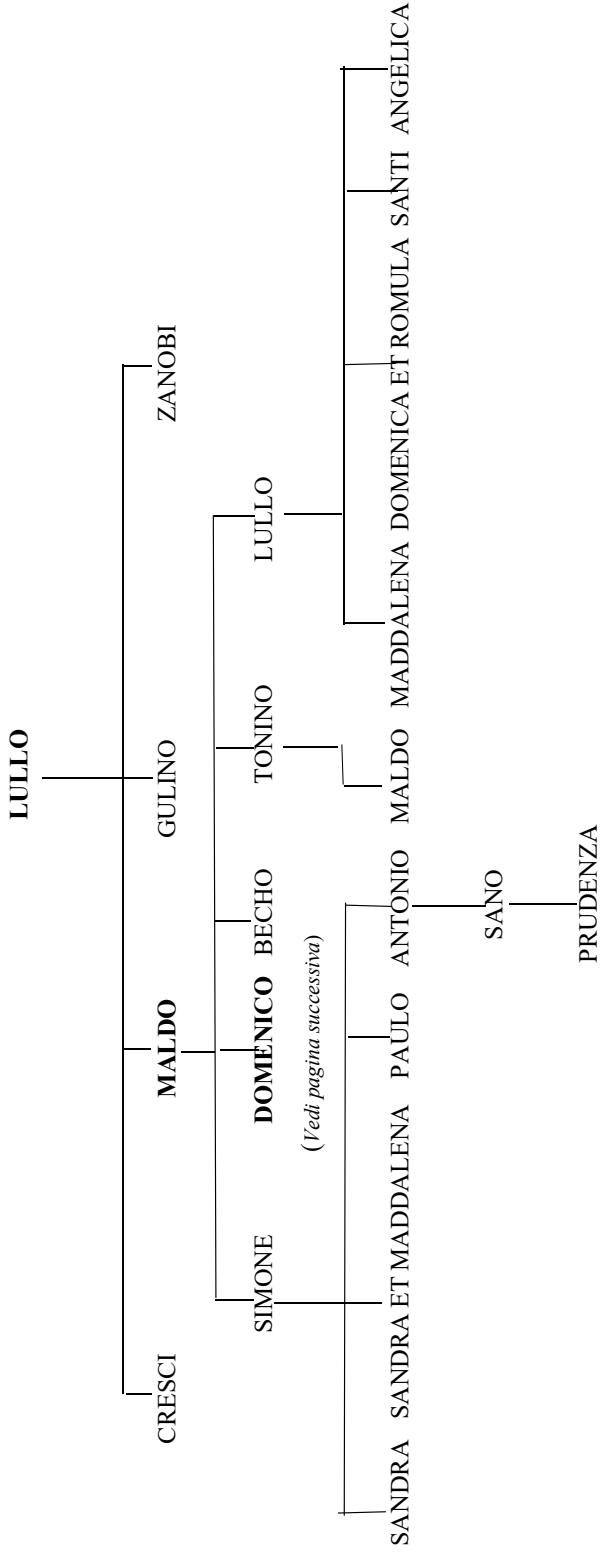 LULLO
CRESCI MALDO GULINO ZANOBI
SIMONE DOMENICO BECHO TONINO LULLO
(Vedi pagina successiva)
SANDRA SANDRA ET MADDALENA PAULO ANTONIO MALDO MADDALENA DOMENICA ET ROMULA SANTI ANGELICA
SANO
PRUDENZA